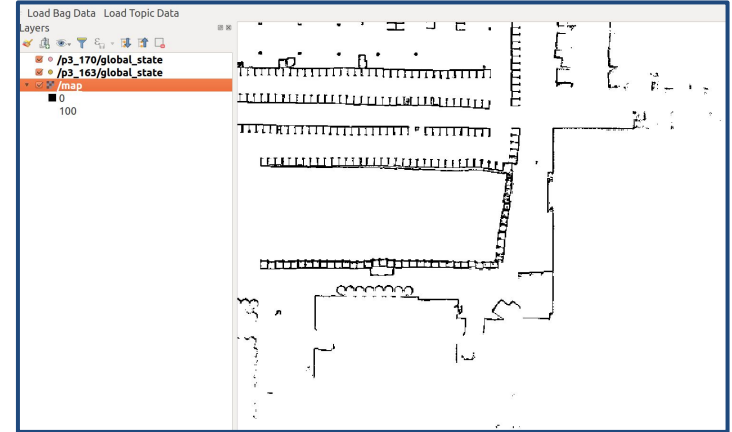 Load Bag Data Load Topic Data
Layers
/p3_170/global_state
/p3_163/global_state
/map
0
100